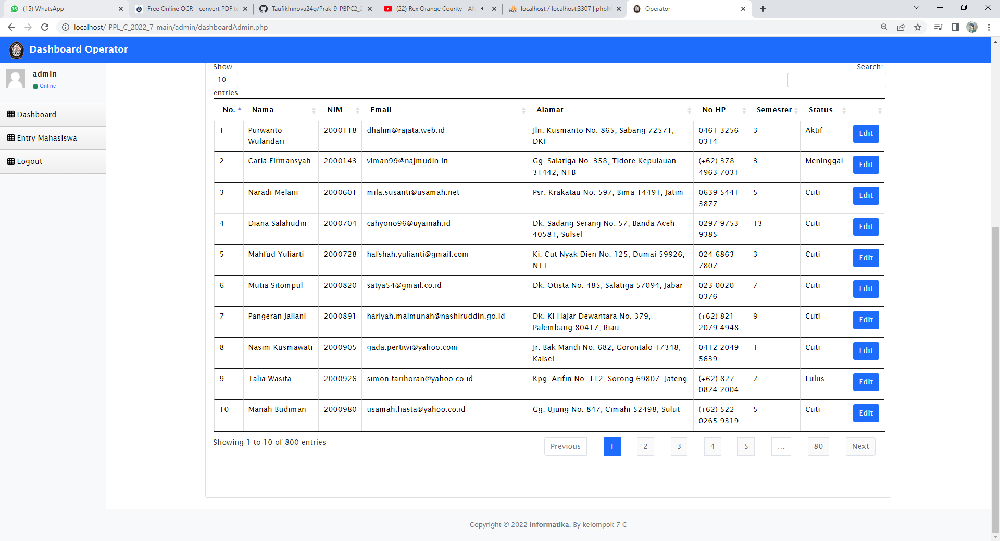 (15) WhatsApp
Free Online OCR - convert PDF to
TaufikInnova24g/Prak-9-PBPC2_2
(22) Rex Orange County - AM
localhost / localhost:3307 | phpM
Operator
localhost/-PPL_C_2022_7-main/admin/dashboardAdmin.php
Dashboard Operator
admin
Online
Dashboard
Entry Mahasiswa
Logout
Show
10
entries
Search:
No. Nama NIM Email Alamat No HP Semester Status
1 Purwanto Wulandari 2000118 dhalim@rajata.web.id Jln. Kusmanto No. 865, Sabang 72571, DKI 0461 3256 0314 3 Aktif Edit
2 Carla Firmansyah 2000143 viman99@najmudin.in Gg. Salatiga No. 358, Tidore Kepulauan 31442, NTB (+62) 378 4963 7031 3 Meninggal Edit
3 Naradi Melani 2000601 mila.susanti@usamah.net Psr. Krakatau No. 597, Bima 14491, Jatim 0639 5441 3877 5 Cuti Edit
4 Diana Salahudin 2000704 cahyono96@uyainah.id Dk. Sadang Serang No. 57, Banda Aceh 40581, Sulsel 0297 9753 9385 13 Cuti Edit
5 Mahfud Yuliarti 2000728 hafshah.yulianti@gmail.com Ki. Cut Nyak Dien No. 125, Dumai 59926, NTT 024 6863 7807 3 Cuti Edit
6 Mutia Sitompul 2000820 satya54@gmail.co.id Dk. Otista No. 485, Salatiga 57094, Jabar 023 0020 0376 7 Cuti Edit
7 Pangeran Jailani 2000891 hariyah.maimunah@nashiruddin.go.id Dk. Ki Hajar Dewantara No. 379, Palembang 80417, Riau (+62) 821 2079 4948 9 Cuti Edit
8 Nasim Kusmawati 2000905 gada.pertiwi@yahoo.com Jr. Bak Mandi No. 682, Gorontalo 17348, Kalsel 0412 2049 5639 1 Cuti Edit
9 Talia Wasita 2000926 simon.tarihoran@yahoo.co.id Kpg. Arifin No. 112, Sorong 69807, Jateng (+62) 827 0824 2004 7 Lulus Edit
10 Manah Budiman 2000980 usamah.hasta@yahoo.co.id Gg. Ujung No. 847, Cimahi 52498, Sulut (+62) 522 0265 9319 5 Cuti Edit
Showing 1 to 10 of 800 entries
Previous 1 2 3 4 5 … 80 Next
Copyright © 2022 Informatika. By kelompok 7 C